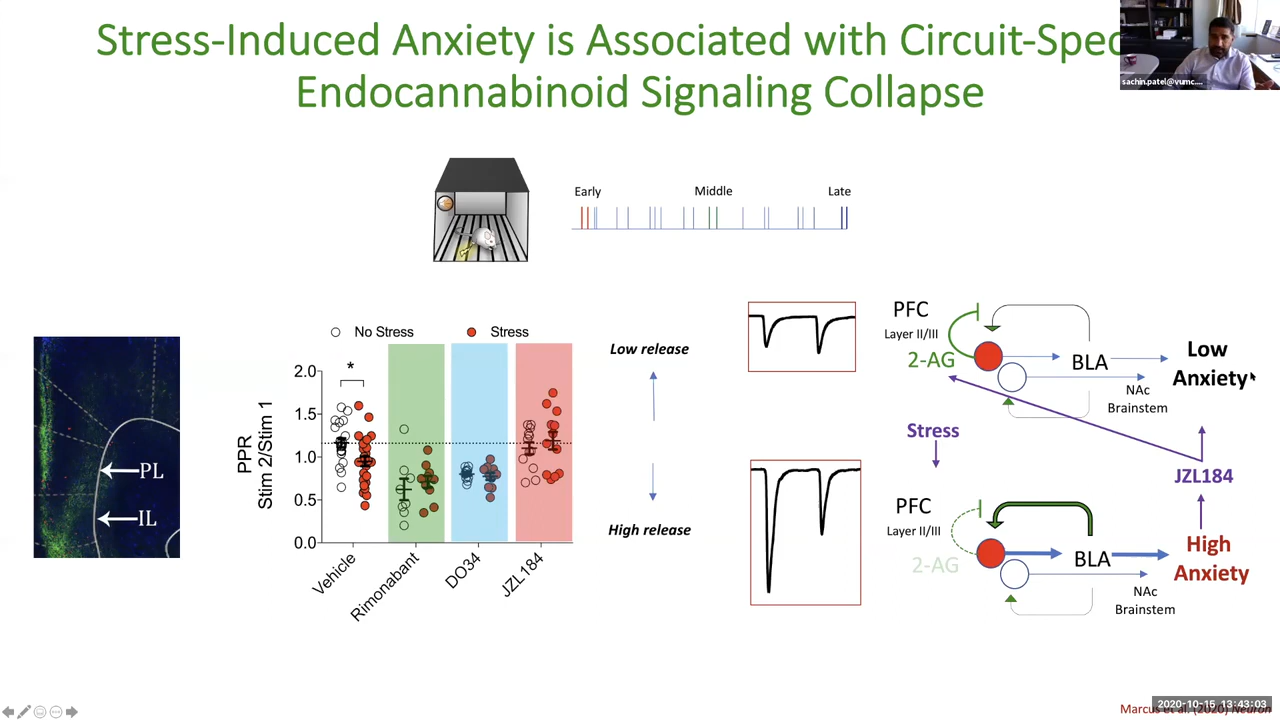 Stress-Induced Anxiety is Associated with Circuit-Spec
Endocannabinoid Signaling Collapse
sachin.patel@vumc....
Early
Middle
Late
No Stress
Stress
*
PPR
Stim 2/Stim 1
2.0
1.5
1.0
0.5
0.0
Vehicle
Rimonabant
DO34
JZL184
PL
IL
Low release
High release
PFC
Layer II/III
2-AG
BLA
NAc
Brainstem
Low
Anxiety
Stress
JZL184
PFC
Layer II/III
2-AG
BLA
NAc
Brainstem
High
Anxiety
2020-10-15 13:43:03
Marcus et al. (2020) Neuron